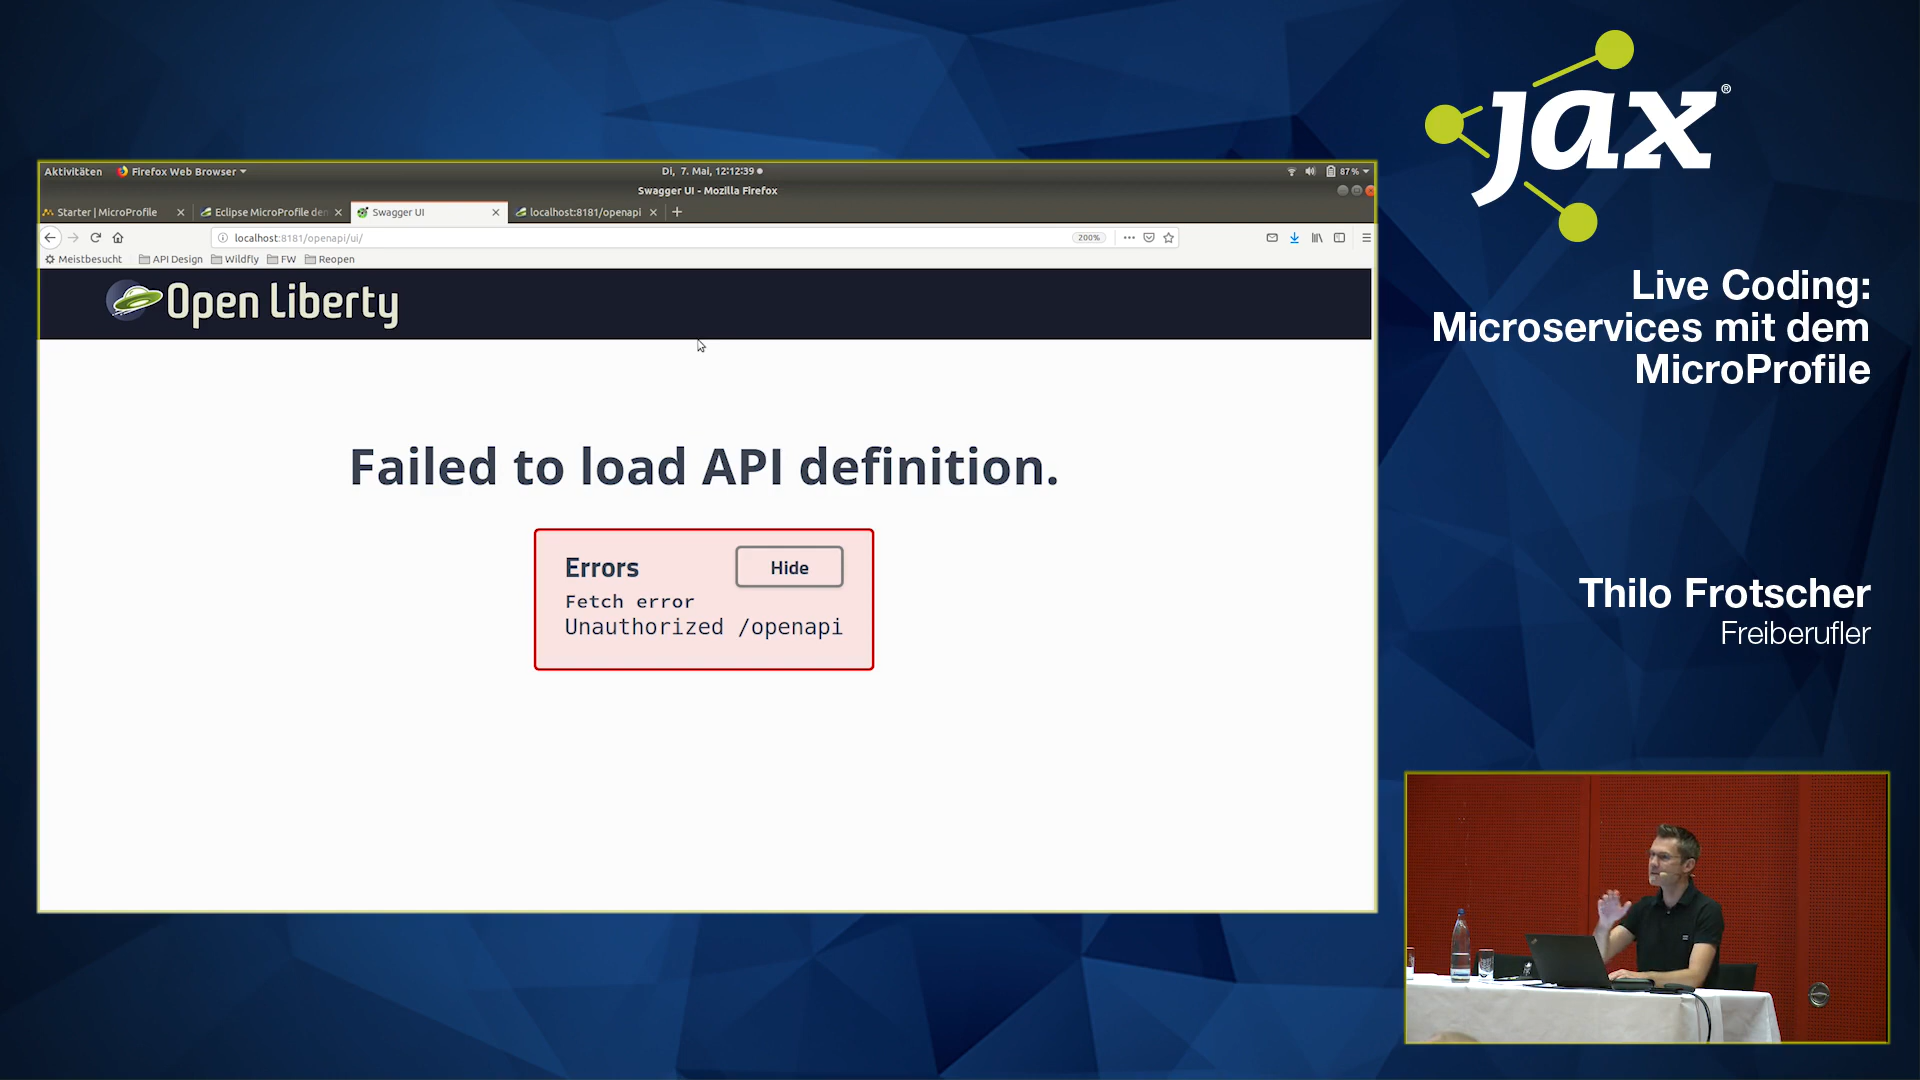 Aktivitäten
Firefox Web Browser
Di, 7. Mai, 12:12:39
87 %
Swagger UI - Mozilla Firefox
Starter | MicroProfile
Eclipse MicroProfile der
Swagger UI
localhost:8181/openapi
localhost:8181/openapi/ui/
200%
Meistbesucht
API Design
Wildfly
FW
Reopen
Open Liberty
Failed to load API definition.
Errors
Hide
Fetch error
Unauthorized /openapi
jax®
Live Coding:
Microservices mit dem
MicroProfile
Thilo Frotscher
Freiberufler